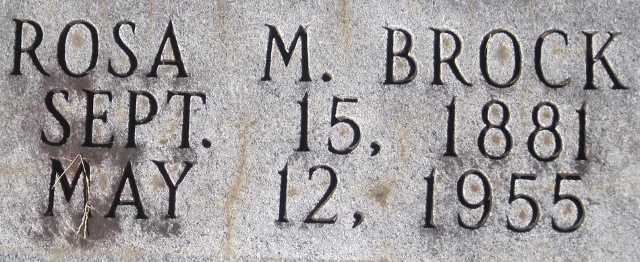 ROSA M. BROCK
SEPT. 15, 1881
MAY 12, 1955